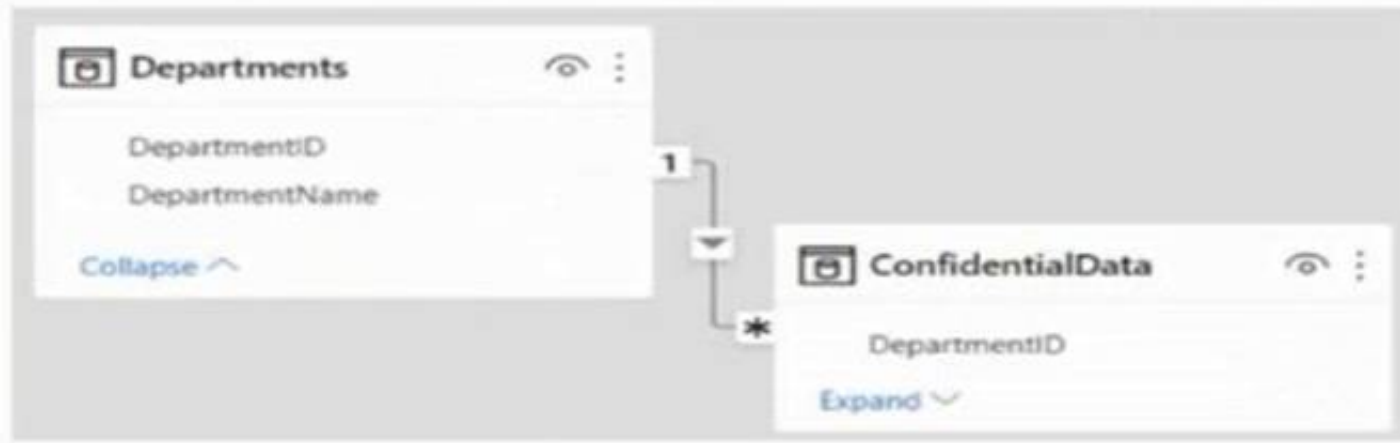 Departments
DepartmentID
DepartmentName
Collapse
1
*
ConfidentialData
DepartmentID
Expand